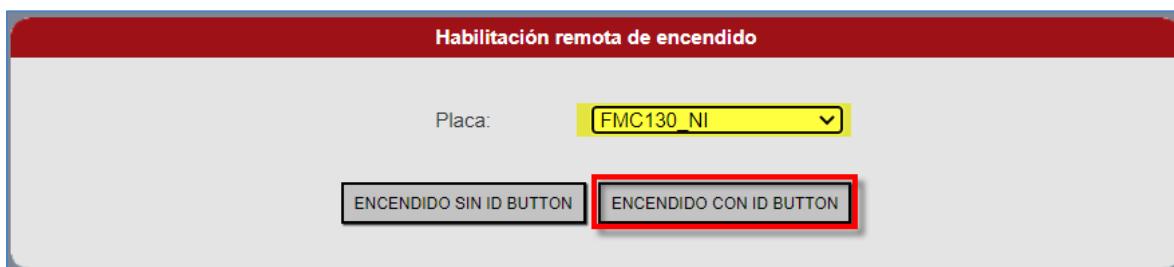 Habilitación remota de encendido
Placa: FMC130_NI
ENCENDIDO SIN ID BUTTON ENCENDIDO CON ID BUTTON